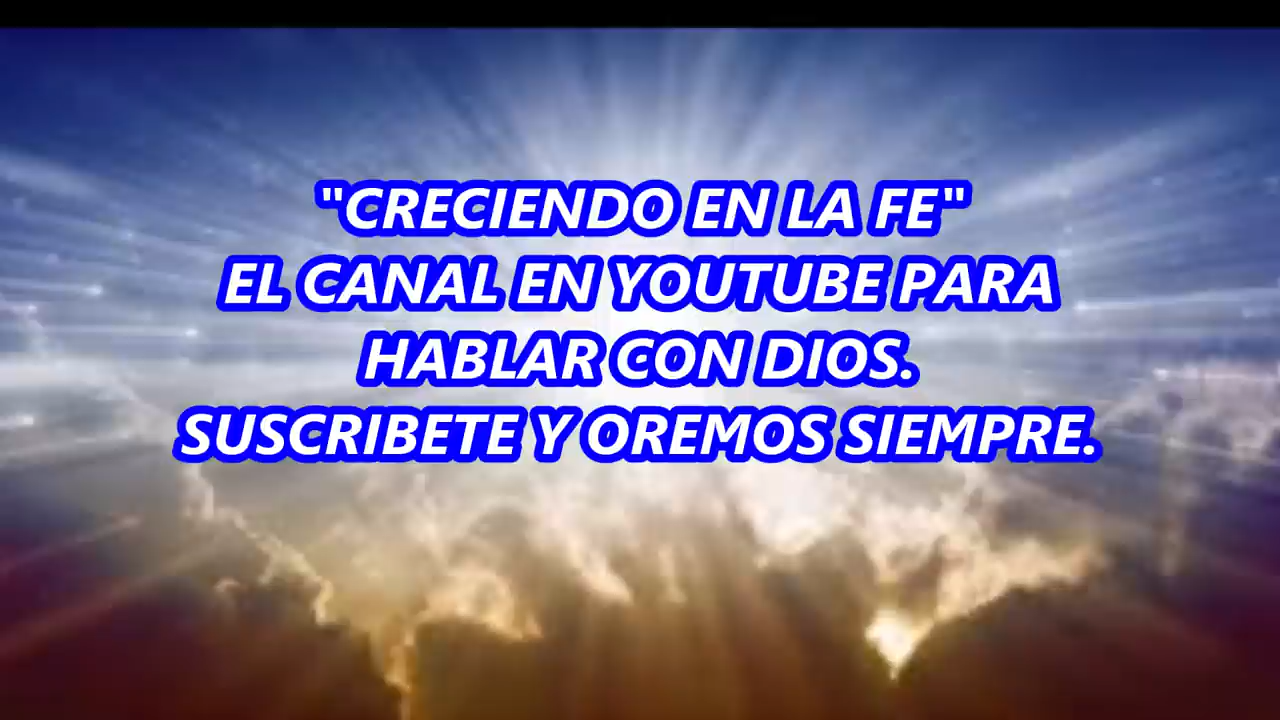 "CRECIENDO EN LA FE"
EL CANAL EN YOUTUBE PARA
HABLAR CON DIOS.
SUSCRIBETE Y OREMOS SIEMPRE.